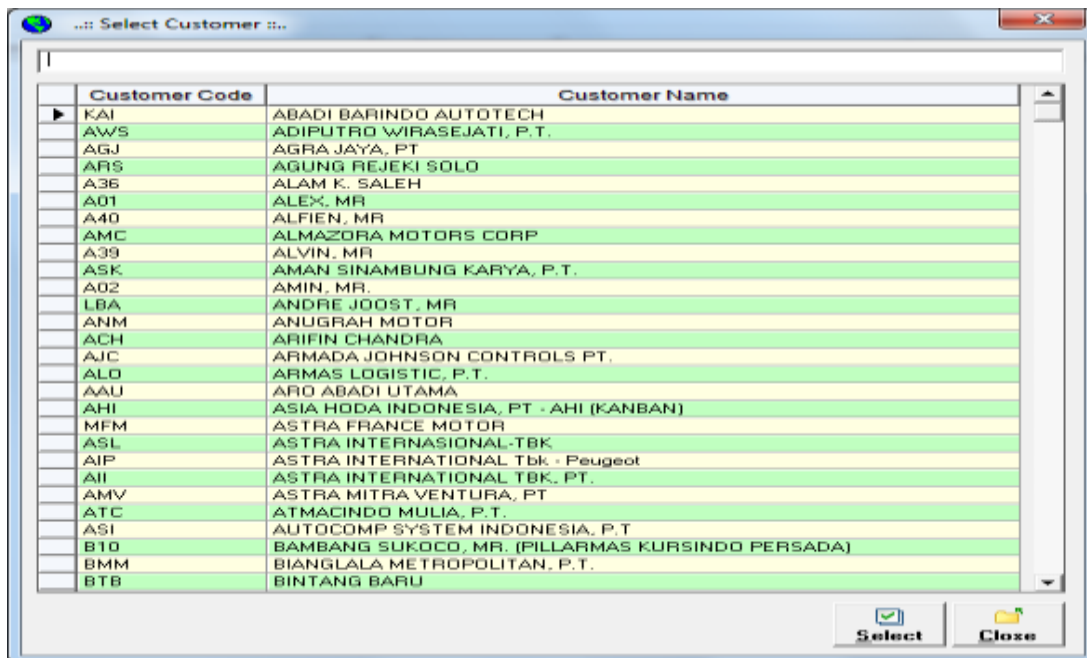 ..:: Select Customer ::..
Customer Code Customer Name
KAI ABADI BARINDO AUTOTECH
AWS ADIPUTRO WIRASEJATI, P.T.
AGJ AGRA JAYA, PT
ARS AGUNG REJEKI SOLO
A36 ALAM K. SALEH
A01 ALEX, MR
A40 ALFIEN, MR
AMC ALMAZORA MOTORS CORP
A39 ALVIN, MR
ASK AMAN SINAMBUNG KARYA, P.T.
A02 AMIN, MR.
LBA ANDRE JOOST, MR
ANM ANUGRAH MOTOR
ACH ARIFIN CHANDRA
AJC ARMADA JOHNSON CONTROLS PT.
ALO ARMAS LOGISTIC, P.T.
AAU ARO ABADI UTAMA
AHI ASIA HODA INDONESIA, PT - AHI (KANBAN)
MFM ASTRA FRANCE MOTOR
ASL ASTRA INTERNASIONAL-TBK
AIP ASTRA INTERNATIONAL Tbk - Peugeot
AII ASTRA INTERNATIONAL TBK, PT.
AMV ASTRA MITRA VENTURA, PT
ATC ATMACINDO MULIA, P.T.
ASI AUTOCOMP SYSTEM INDONESIA, P.T
B10 BAMBANG SUKOCO, MR. (PILLARMAS KURSINDO PERSADA)
BMM BIANGLALA METROPOLITAN, P.T.
BTB BINTANG BARU
Select Close